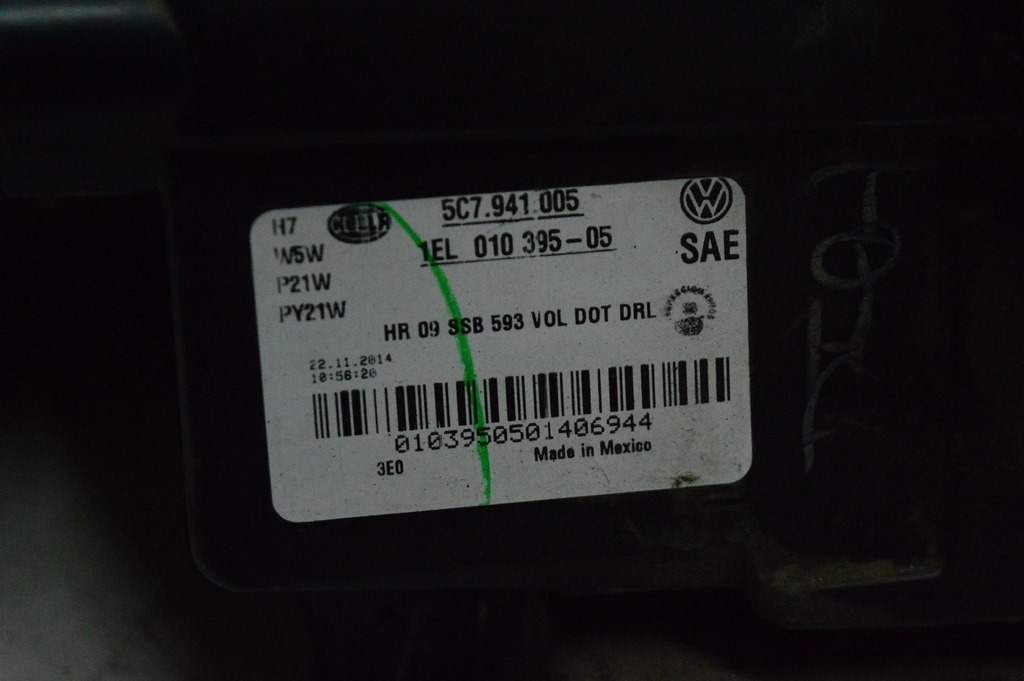 H7
W5W
P21W
PY21W
HELLA
5C7.941.005
1EL 010 395-05
VW
SAE
HR 09 SSB 593 VOL DOT DRL
22.11.2014
10:56:20
0103950501406944
3E0
Made in Mexico